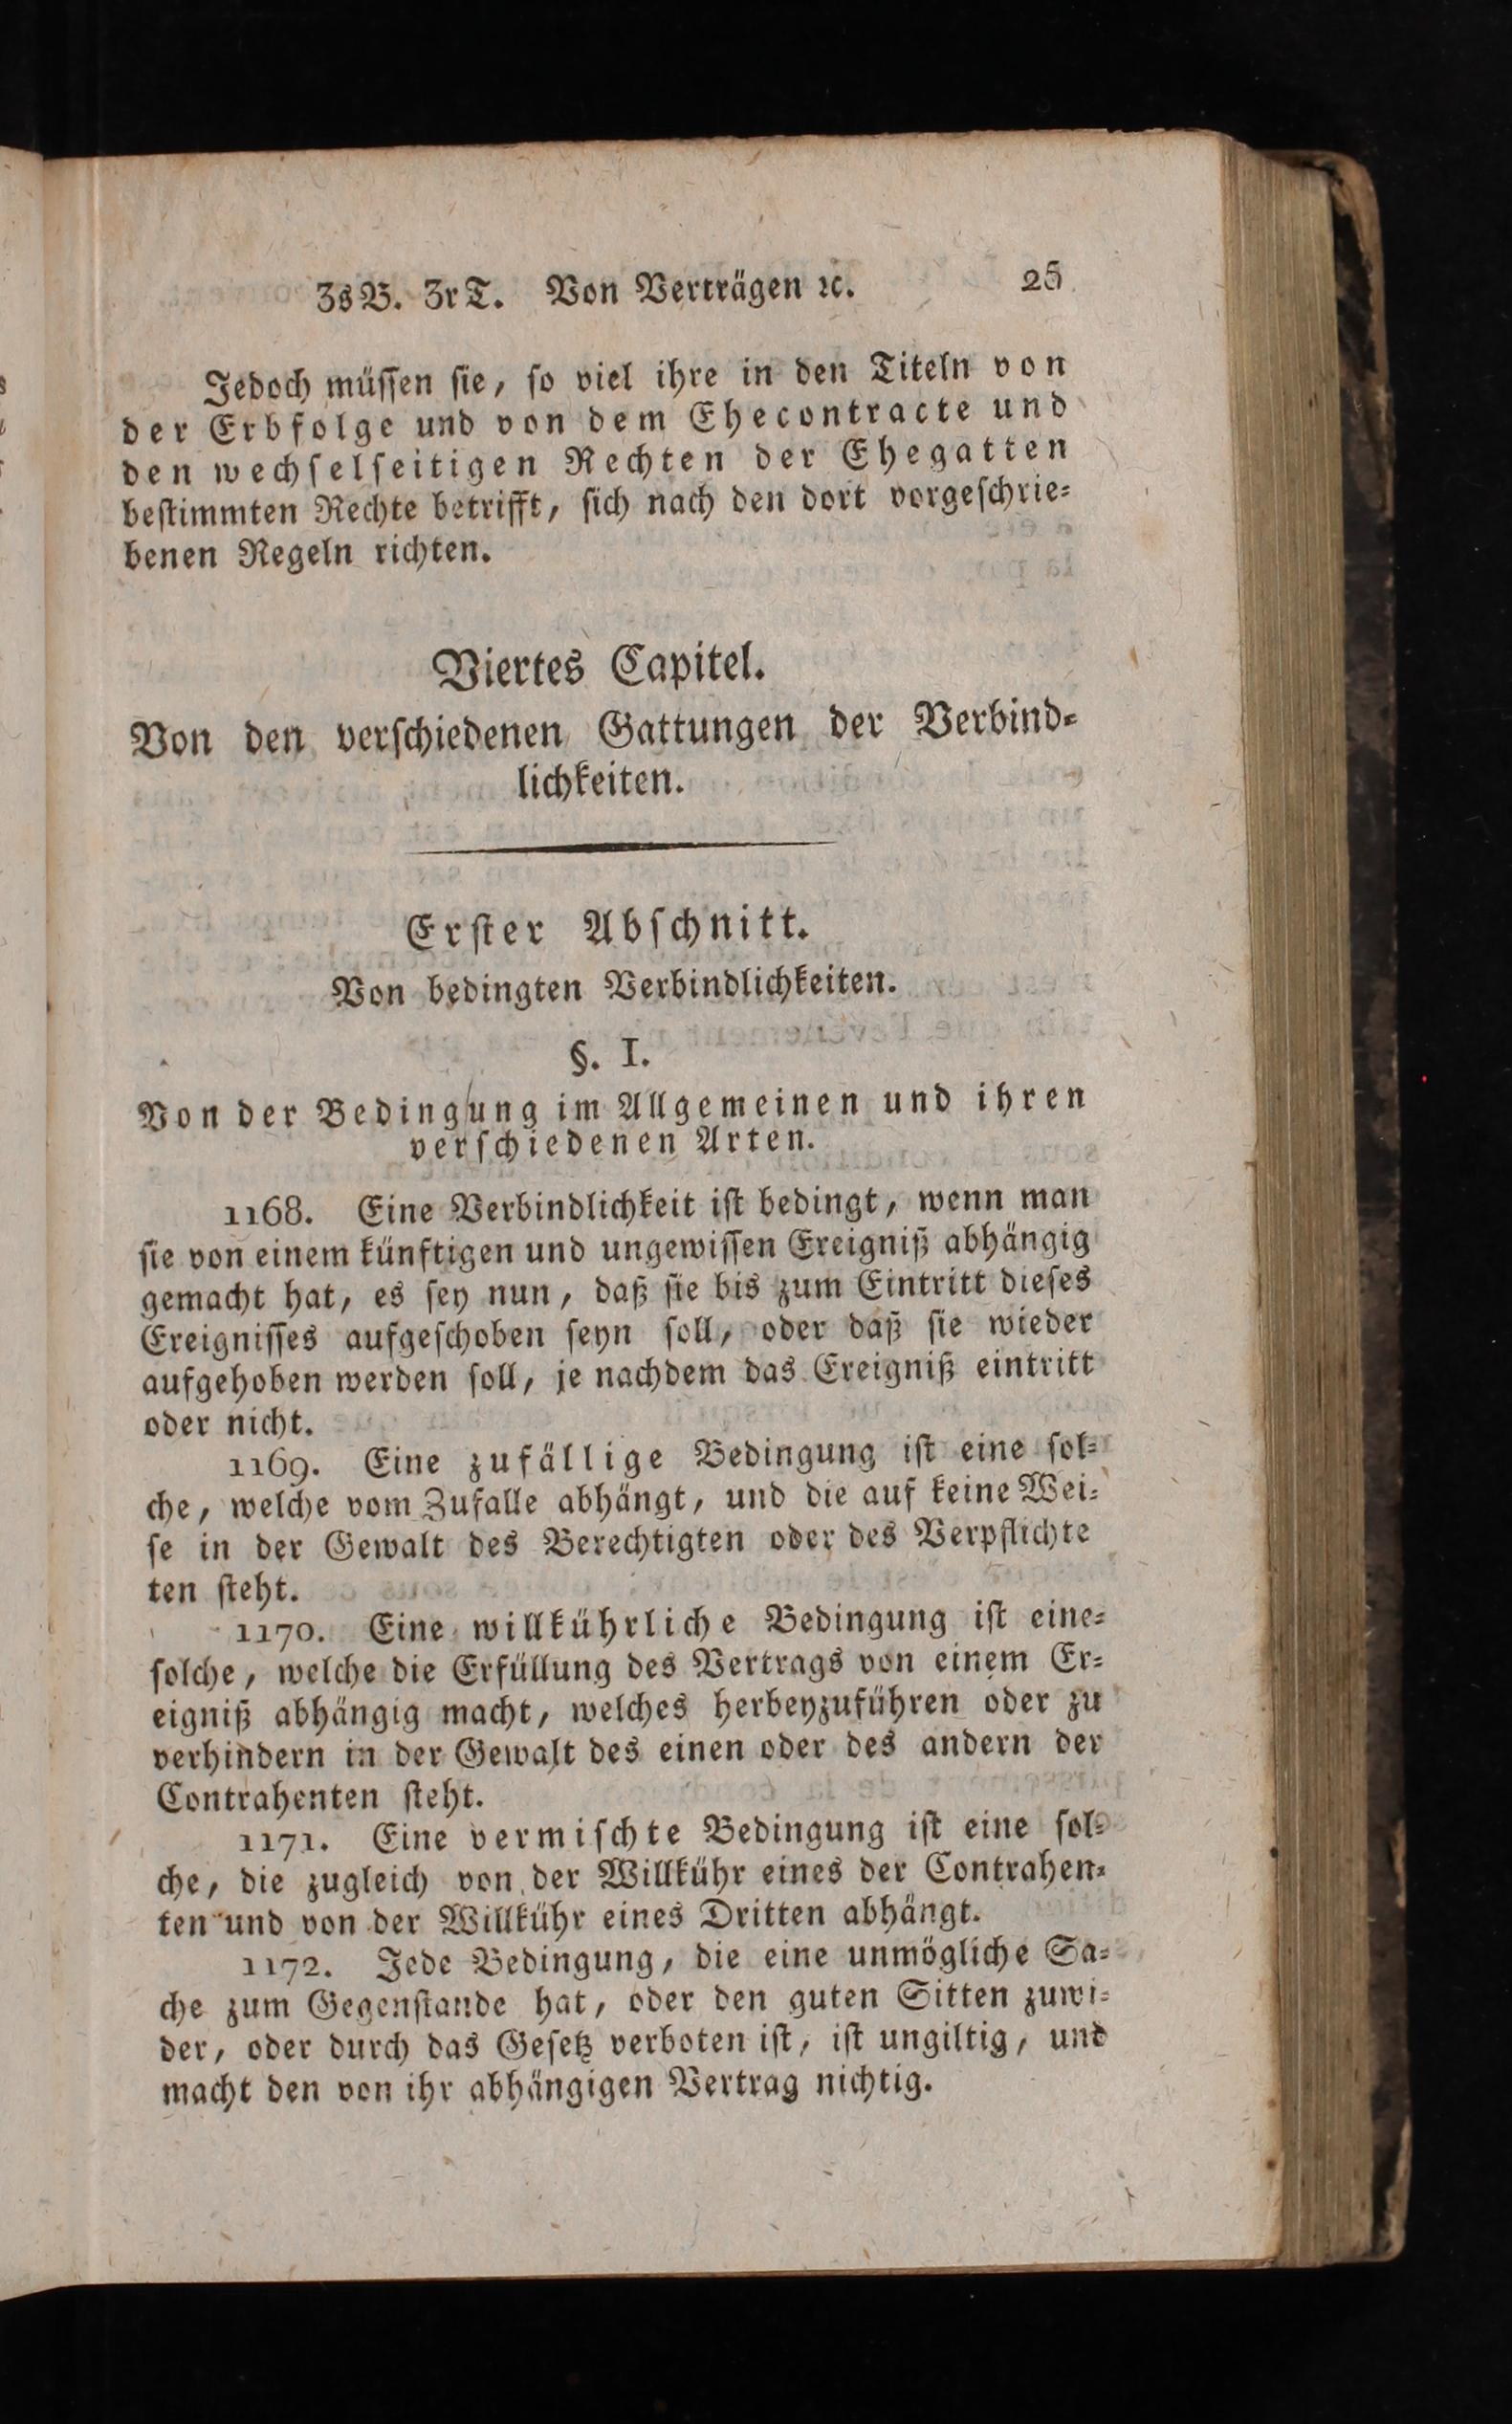 3s B. 3r T. Von Verträgen ꝛc. 25
Jedoch müſſen ſie, ſo viel ihre in den Titeln von
der Erbfolge und von dem Ehecontracte und
den wechſelſeitigen Rechten der Ehegatten
beſtimmten Rechte betrifft, ſich nach den dort vorgeſchrie⸗
benen Regeln richten.
Viertes Capitel.
Von den verſchiedenen Gattungen der Verbind⸗
lichkeiten.
Erſter Abſchnitt.
Von bedingten Verbindlichkeiten.
§. I.
Von der Bedingung im Allgemeinen und ihren
verſchiedenen Arten.
1168. Eine Verbindlichkeit iſt bedingt, wenn man
ſie von einem künftigen und ungewiſſen Ereigniß abhängig
gemacht hat, es ſey nun, daß ſie bis zum Eintritt dieſes
Ereigniſſes aufgeſchoben ſeyn ſoll, oder daß ſie wieder
aufgehoben werden ſoll, je nachdem das Ereigniß eintritt
oder nicht.
1169. Eine zufällige Bedingung iſt eine ſol⸗
che, welche vom Zufalle abhängt, und die auf keine Wei⸗
ſe in der Gewalt des Berechtigten oder des Verpflichte
ten ſteht.
1170. Eine willkührliche Bedingung iſt eine⸗
ſolche, welche die Erfüllung des Vertrags von einem Er⸗
eigniß abhängig macht, welches herbeyzuführen oder zu
verhindern in der Gewalt des einen oder des andern der
Contrahenten ſteht.
1171. Eine vermiſchte Bedingung iſt eine ſol⸗
che, die zugleich von der Willkühr eines der Contrahen⸗
ten und von der Willkühr eines Dritten abhängt.
1172. Jede Bedingung, die eine unmögliche Sa⸗
che zum Gegenſtande hat, oder den guten Sitten zuwi⸗
der, oder durch das Geſetz verboten iſt, iſt ungiltig, und
macht den von ihr abhängigen Vertrag nichtig.